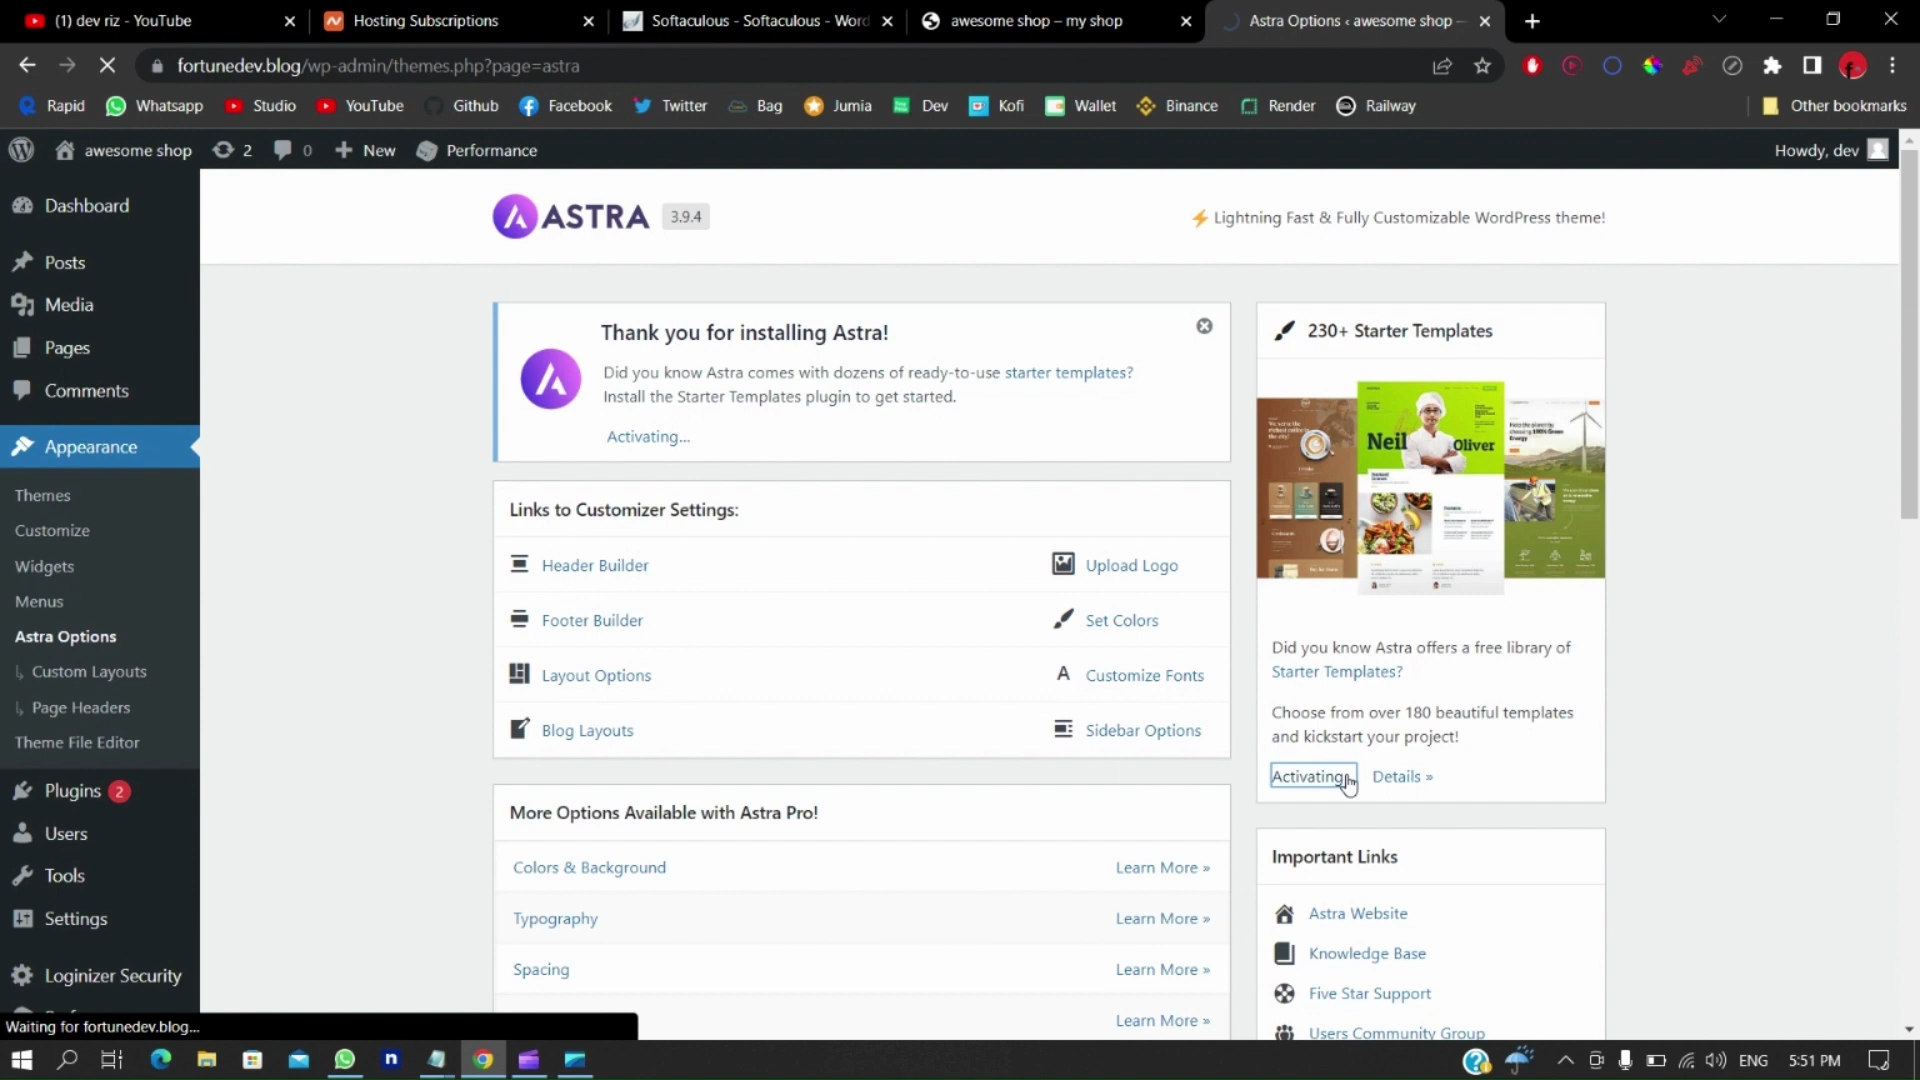 (1) dev riz - YouTube
Hosting Subscriptions
Softaculous - Softaculous - Word
awesome shop – my shop
Astra Options ‹ awesome shop –
fortunedev.blog/wp-admin/themes.php?page=astra
Rapid
Whatsapp
Studio
YouTube
Github
Facebook
Twitter
Bag
Jumia
Dev
Kofi
Wallet
Binance
Render
Railway
Other bookmarks
awesome shop
2
0
New
Performance
Howdy, dev
Dashboard
Posts
Media
Pages
Comments
Appearance
Themes
Customize
Widgets
Menus
Astra Options
Custom Layouts
Page Headers
Theme File Editor
Plugins 2
Users
Tools
Settings
Loginizer Security
ASTRA 3.9.4
Lightning Fast & Fully Customizable WordPress theme!
Thank you for installing Astra!
Did you know Astra comes with dozens of ready-to-use starter templates?
Install the Starter Templates plugin to get started.
Activating...
Links to Customizer Settings:
Header Builder
Upload Logo
Footer Builder
Set Colors
Layout Options
Customize Fonts
Blog Layouts
Sidebar Options
More Options Available with Astra Pro!
Colors & Background
Learn More »
Typography
Learn More »
Spacing
Learn More »
Learn More »
230+ Starter Templates
Neil
Oliver
Did you know Astra offers a free library of
Starter Templates?
Choose from over 180 beautiful templates
and kickstart your project!
Activating
Details »
Important Links
Astra Website
Knowledge Base
Five Star Support
Users Community Group
Waiting for fortunedev.blog...
ENG
5:51 PM